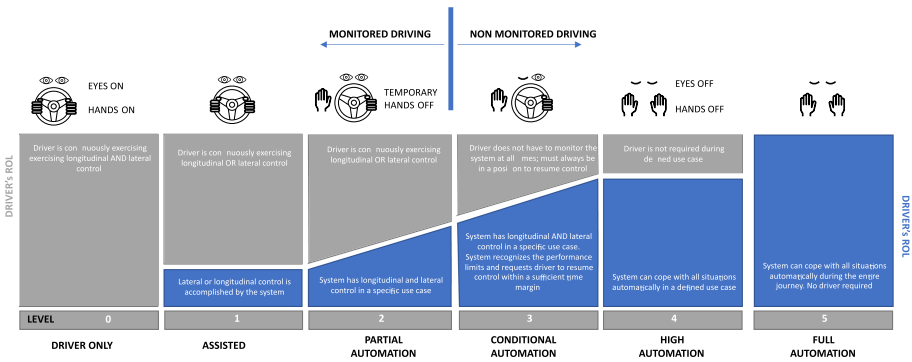 MONITORED DRIVING
NON MONITORED DRIVING
EYES ON
HANDS ON
TEMPORARY
HANDS OFF
EYES OFF
HANDS OFF
DRIVER's ROL
Driver is con nuously exercising
exercising longitudinal AND lateral
control
Driver is con nuously exercising
longitudinal OR lateral control
Driver is con nuously exercising
longitudinal OR lateral control
Driver does not have to monitor the
system at all mes; must always be
in a posi on to resume control
Driver is not required during
de ned use case
Lateral or longitudinal control is
accomplished by the system
System has longitudinal and lateral
control in a specific use case
System has longitudinal AND lateral
control in a specific use case.
System recognizes the performance
limits and requests driver to resume
control within a sufficient time
margin
System can cope with all situations
automatically in a defined use case
System can cope with all situations
automatically during the entire
journey. No driver required
DRIVER's ROL
LEVEL 0 1 2 3 4 5
DRIVER ONLY
ASSISTED
PARTIAL
AUTOMATION
CONDITIONAL
AUTOMATION
HIGH
AUTOMATION
FULL
AUTOMATION